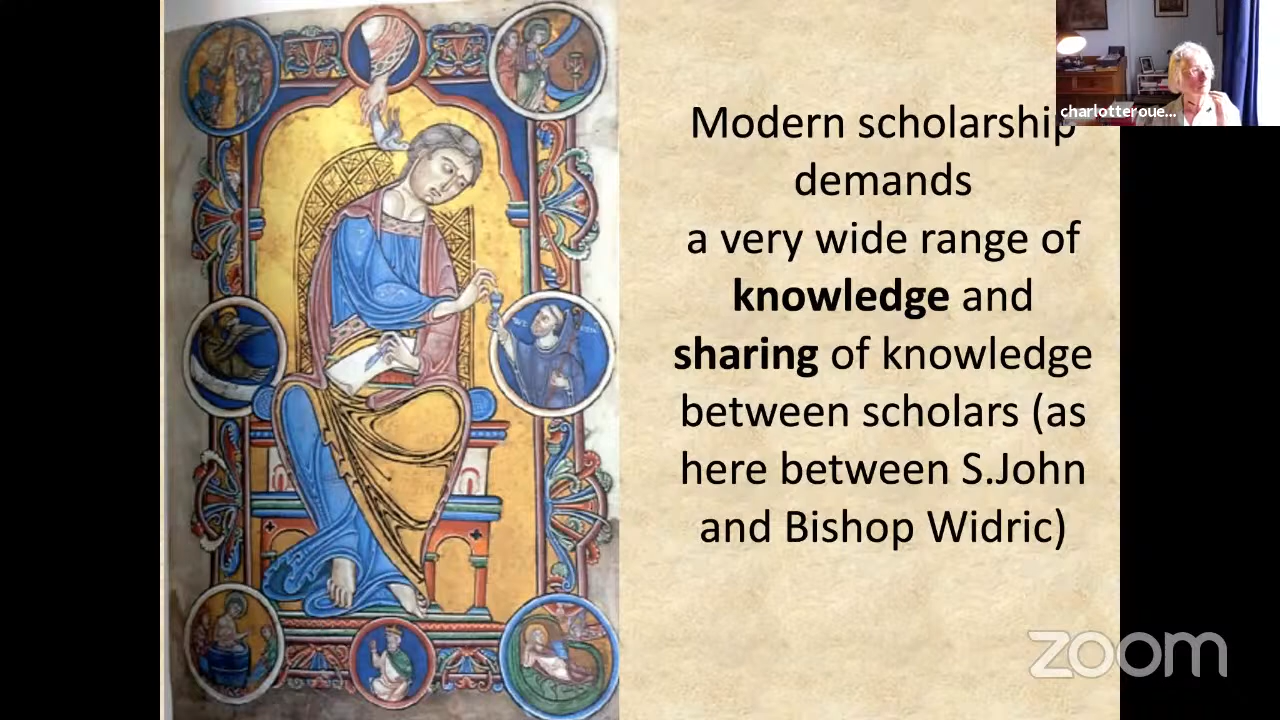 Modern scholarship
demands
a very wide range of
knowledge and
sharing of knowledge
between scholars (as
here between S.John
and Bishop Widric)
charlotteroue...
zoom